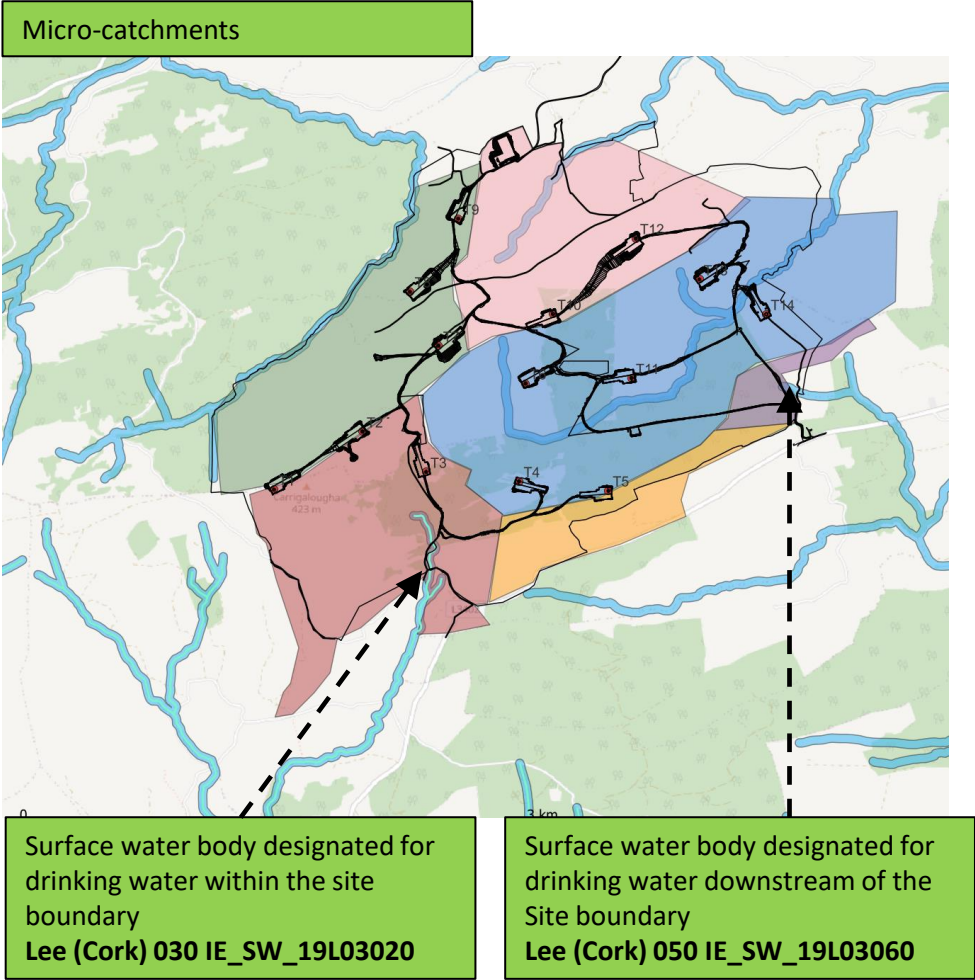 Micro-catchments
T9
T12
T10
T14
T11
T3
T4
T5
423 m
0
3 km
Surface water body designated for
drinking water within the site
boundary
Lee (Cork) 030 IE_SW_19L03020
Surface water body designated for
drinking water downstream of the
Site boundary
Lee (Cork) 050 IE_SW_19L03060